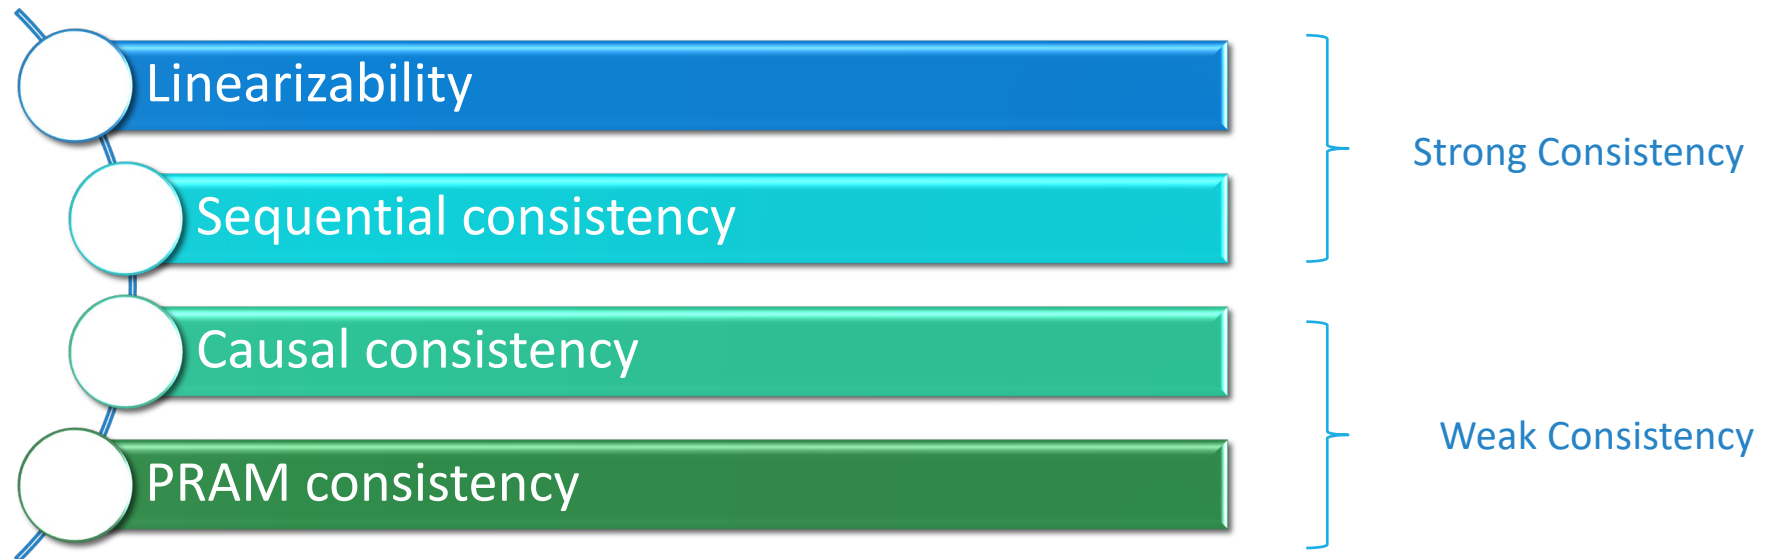 Linearizability
Strong Consistency
Sequential consistency
Causal consistency
Weak Consistency
PRAM consistency